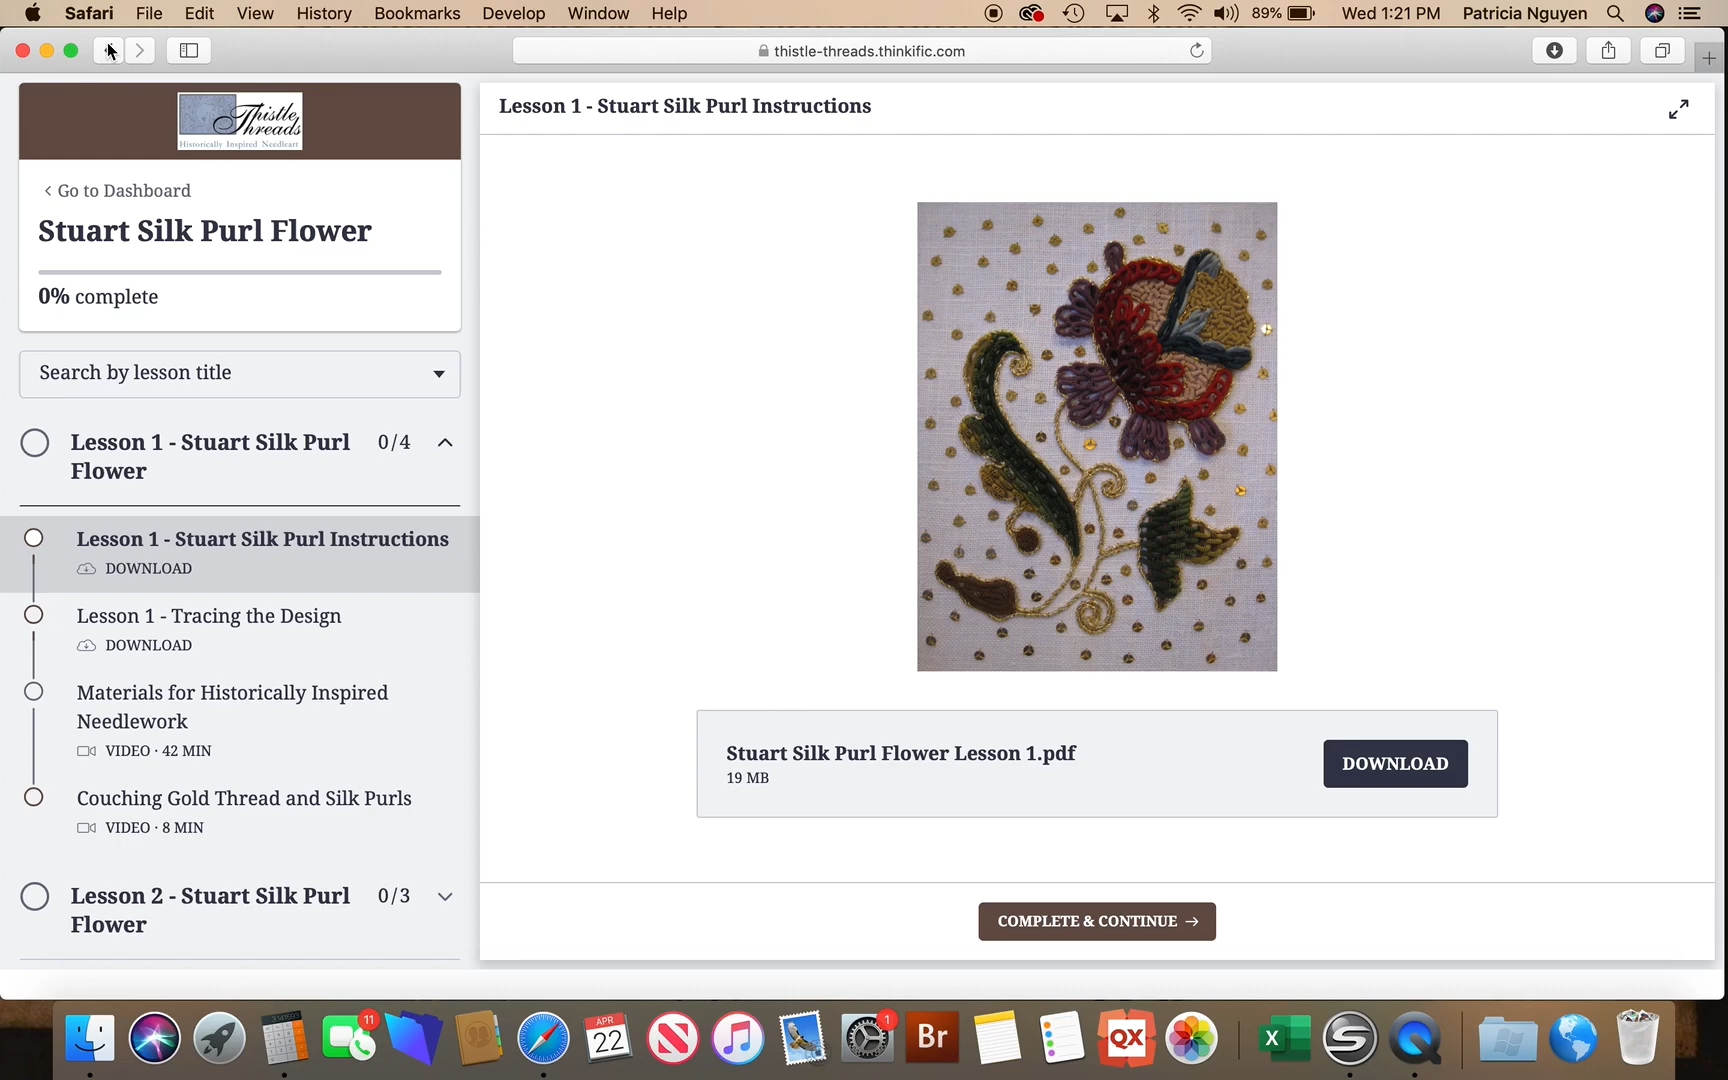 Safari File Edit View History Bookmarks Develop Window Help 89% Wed 1:21 PM Patricia Nguyen
thistle-threads.thinkific.com
Thistle
Threads
Historically Inspired Needleart
< Go to Dashboard
Stuart Silk Purl Flower
0% complete
Search by lesson title
Lesson 1 - Stuart Silk Purl 0/4
Flower
Lesson 1 - Stuart Silk Purl Instructions
DOWNLOAD
Lesson 1 - Tracing the Design
DOWNLOAD
Materials for Historically Inspired
Needlework
VIDEO · 42 MIN
Couching Gold Thread and Silk Purls
VIDEO · 8 MIN
Lesson 2 - Stuart Silk Purl 0/3
Flower
Lesson 1 - Stuart Silk Purl Instructions
Stuart Silk Purl Flower Lesson 1.pdf
19 MB
DOWNLOAD
COMPLETE & CONTINUE →
11
APR
22
1
Br
QX
X
S